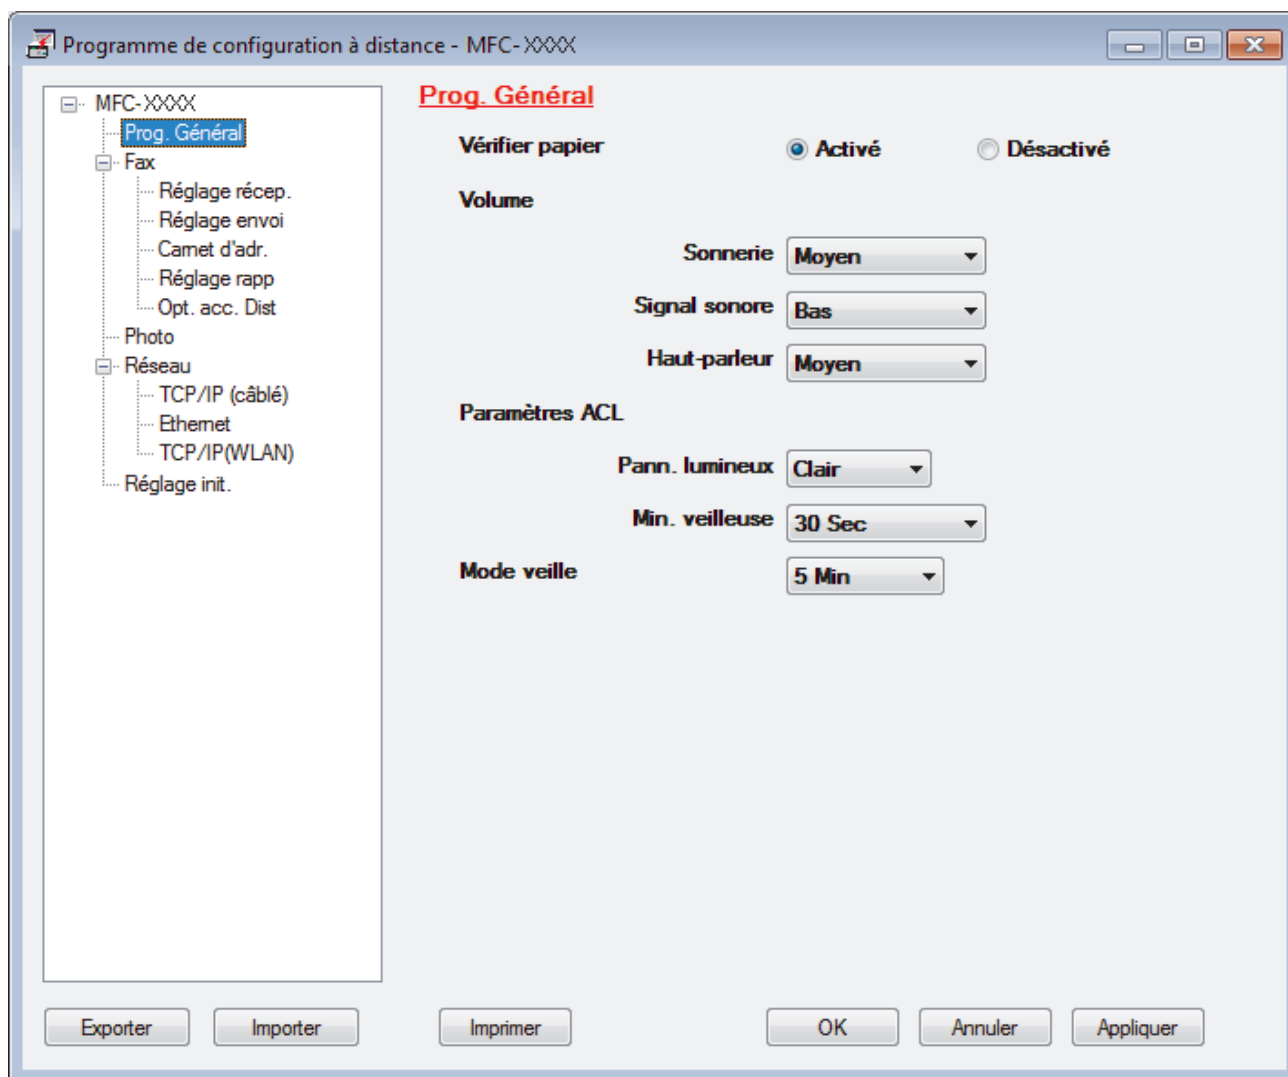 Programme de configuration à distance - MFC-XXXX
MFC-XXXX
Prog. Général
Fax
Réglage récep.
Réglage envoi
Carnet d'adr.
Réglage rapp
Opt. acc. Dist
Photo
Réseau
TCP/IP (câblé)
Ethernet
TCP/IP(WLAN)
Réglage init.
Prog. Général
Vérifier papier Activé Désactivé
Volume
Sonnerie Moyen
Signal sonore Bas
Haut-parleur Moyen
Paramètres ACL
Pann. lumineux Clair
Min. veilleuse 30 Sec
Mode veille 5 Min
Exporter Importer Imprimer OK Annuler Appliquer